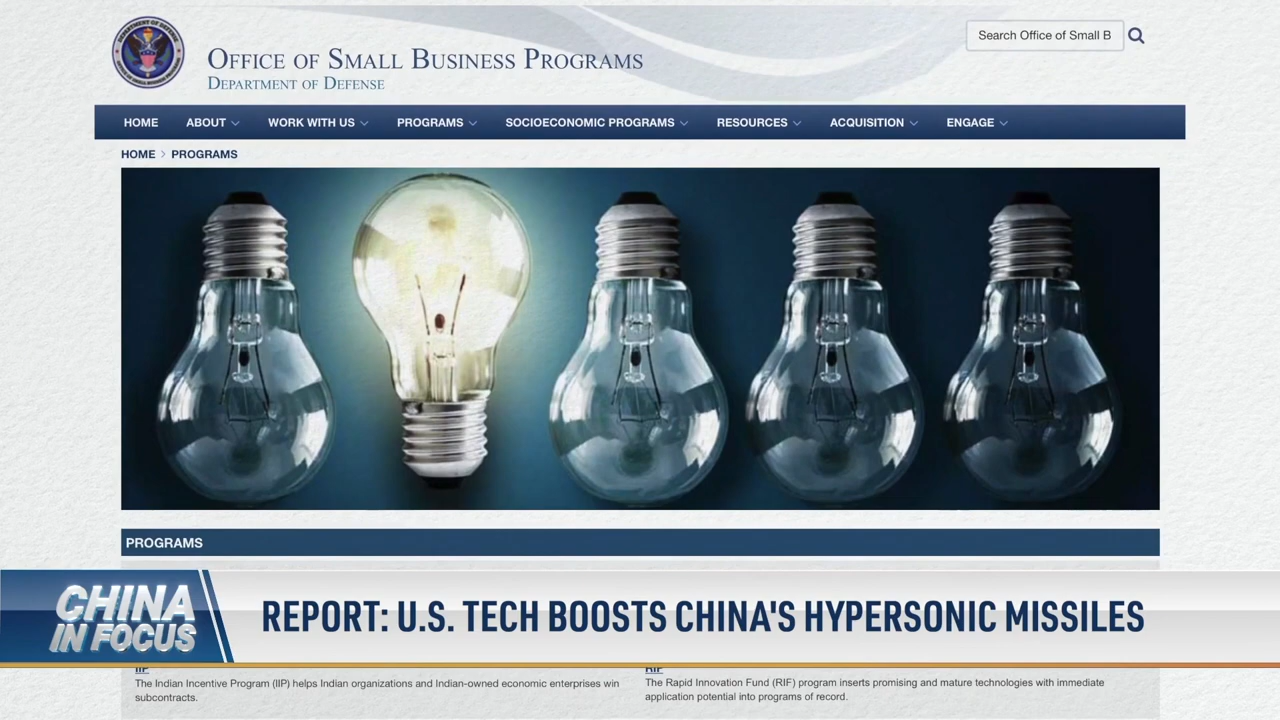 OFFICE OF SMALL BUSINESS PROGRAMS
DEPARTMENT OF DEFENSE
Search Office of Small B
HOME ABOUT WORK WITH US PROGRAMS SOCIOECONOMIC PROGRAMS RESOURCES ACQUISITION ENGAGE
HOME > PROGRAMS
PROGRAMS
CHINA
IN FOCUS
REPORT: U.S. TECH BOOSTS CHINA'S HYPERSONIC MISSILES
IIP
The Indian Incentive Program (IIP) helps Indian organizations and Indian-owned economic enterprises win
subcontracts.
RIF
The Rapid Innovation Fund (RIF) program inserts promising and mature technologies with immediate
application potential into programs of record.